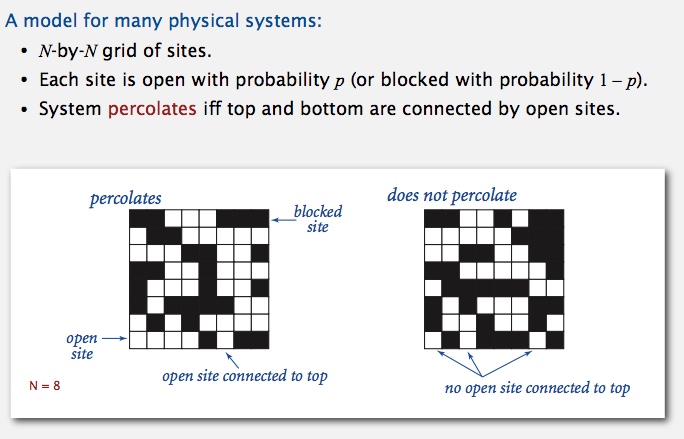 A model for many physical systems:
• N-by-N grid of sites.
• Each site is open with probability p (or blocked with probability 1 – p).
• System percolates iff top and bottom are connected by open sites.
percolates
does not percolate
blocked
site
open
site
open site connected to top
no open site connected to top
N = 8